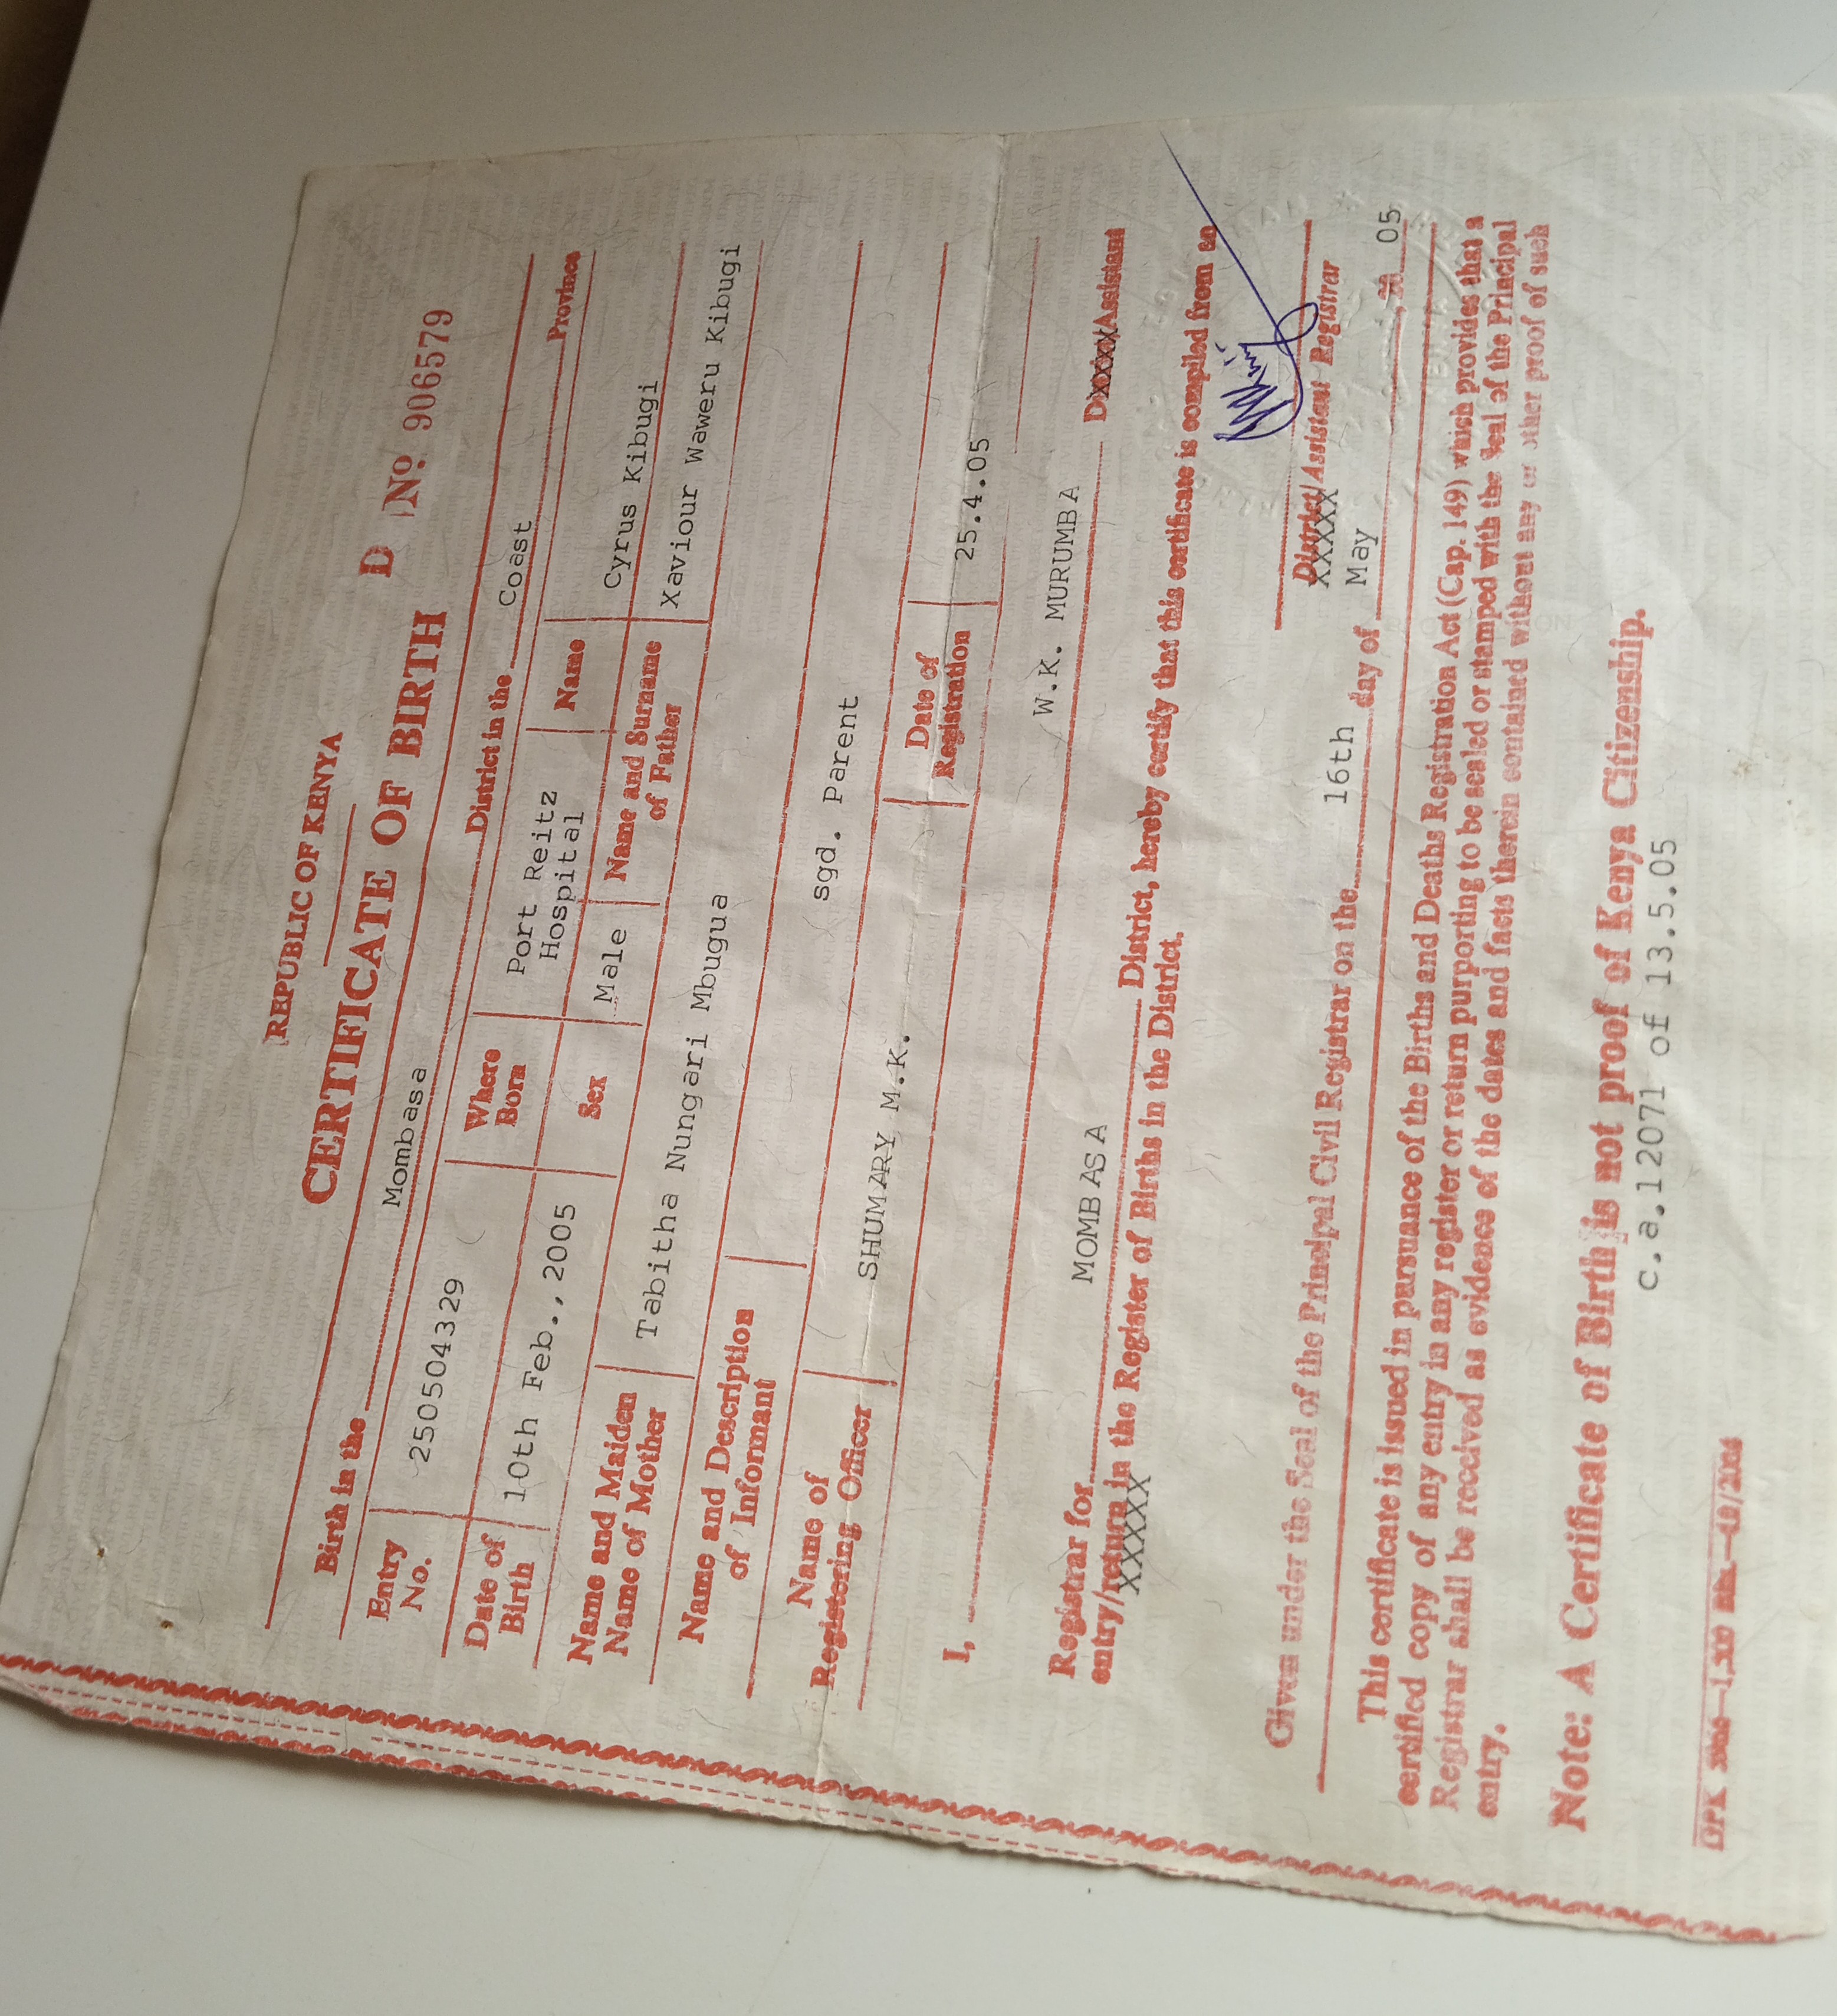 REPUBLIC OF KENYA
CERTIFICATE OF BIRTH D No 906579
Birth in the Mombasa District in the Coast Province
Entry No. 250504329 Where Born Port Reitz Hospital Name Cyrus Kibugi
Date of Birth 10th Feb.,2005 Sex Male Name and Surname of Father Xaviour Waweru Kibugi
Name and Maiden Name of Mother Tabitha Nungari Mbugua
Name and Description of Informant sgd. Parent
Name of Registering Officer SHUMARY M.K. Date of Registration 25.4.05
I, W.K. MURUMBA DXXXXX/Assistant
Registrar for MOMBASA District, hereby certify that this certificate is compiled from an
entry/return in the Register of Births in the District.
XXXXX
District/Assistant Registrar
XXXXX
Given under the Seal of the Principal Civil Registrar on the 16th day of May , 05
This certificate is issued in pursuance of the Births and Deaths Registration Act (Cap. 149) which provides that a
certified copy of any entry in any register or return purporting to be sealed or stamped with the Seal of the Principal
Registrar shall be received as evidence of the dates and facts therein contained without any or other proof of such
entry.
Note: A Certificate of Birth is not proof of Kenya Citizenship.
c.a.12071 of 13.5.05